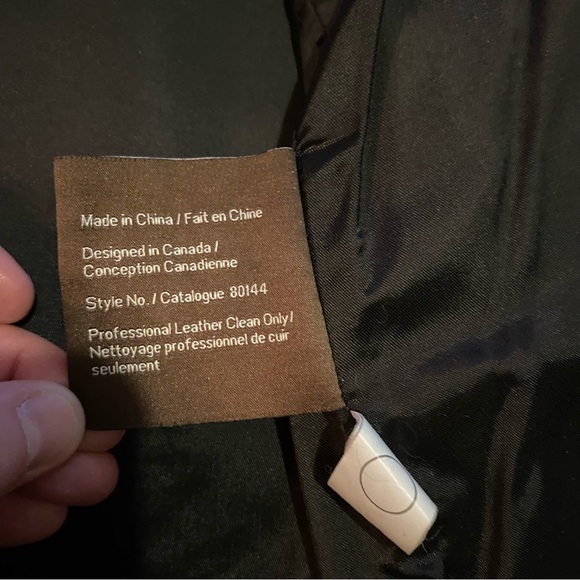 Made in China / Fait en Chine
Designed in Canada /
Conception Canadienne
Style No. / Catalogue 80144
Professional Leather Clean Only/
Nettoyage professionnel de cuir
seulement